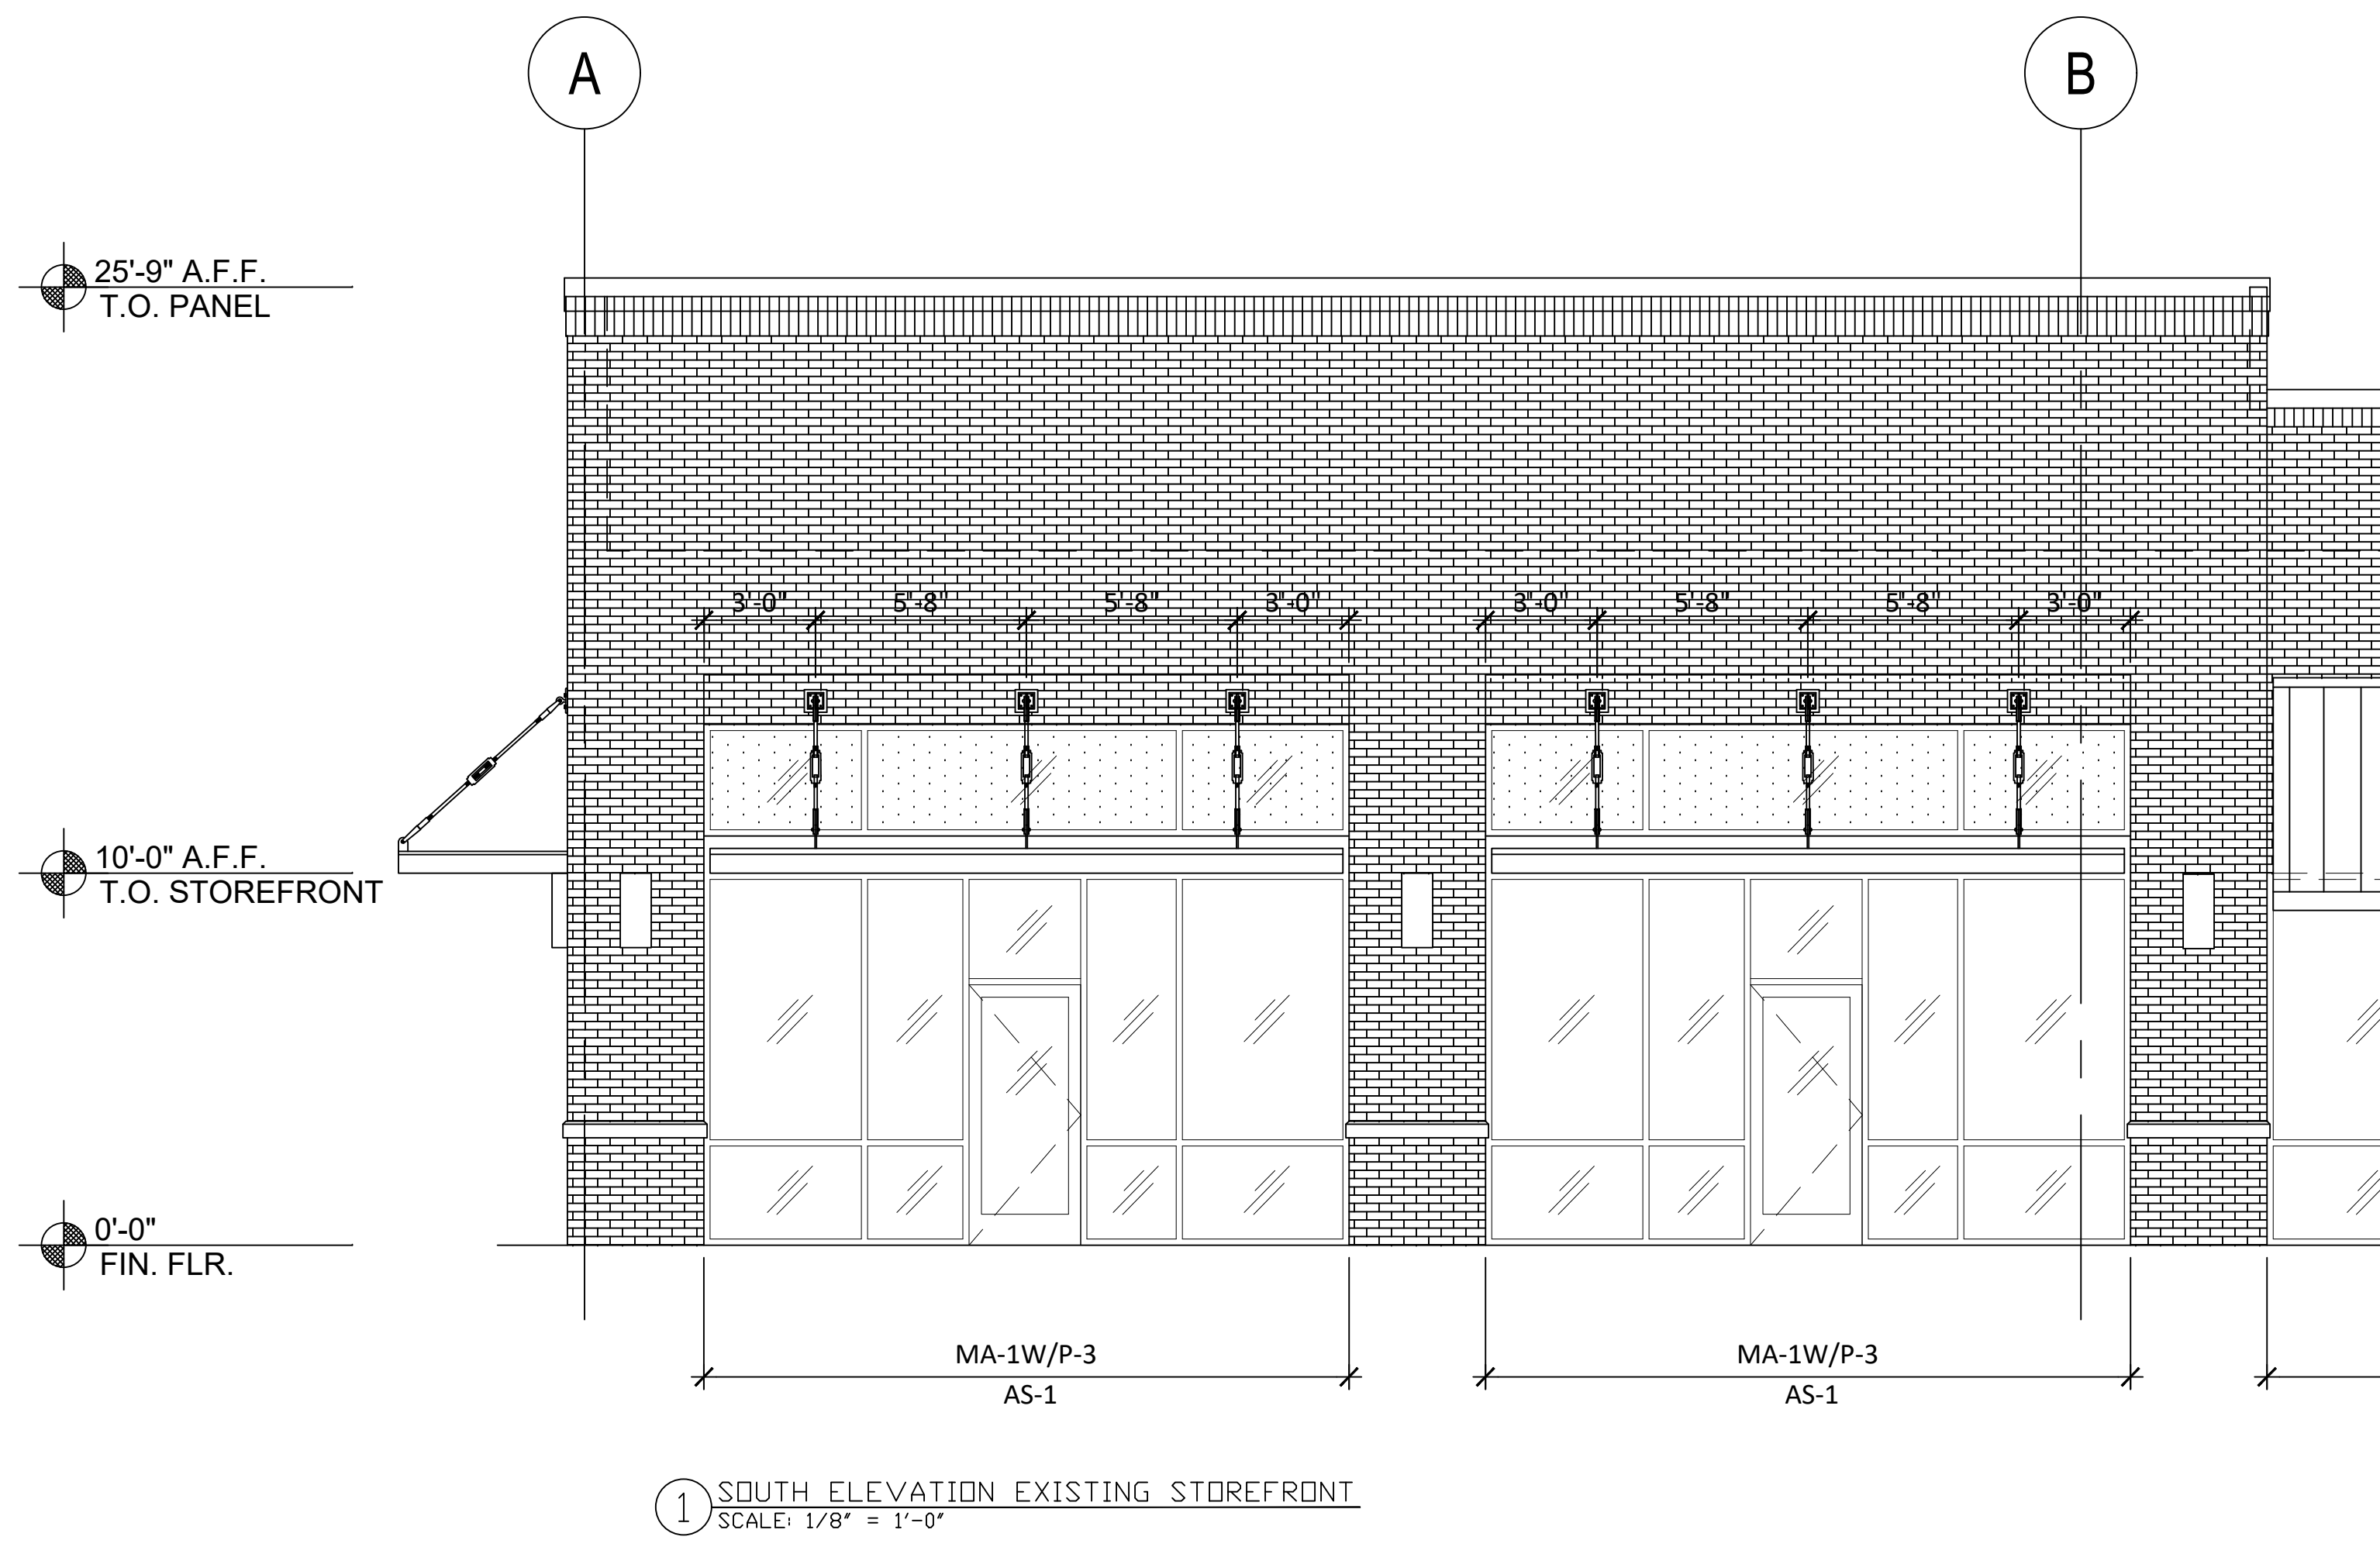 A
B
25'-9" A.F.F.
T.O. PANEL
3'-0"
5'-8"
5'-8"
3'-0"
3'-0"
5'-8"
5'-8"
3'-0"
10'-0" A.F.F.
T.O. STOREFRONT
0'-0"
FIN. FLR.
MA-1W/P-3
AS-1
MA-1W/P-3
AS-1
1
SOUTH ELEVATION EXISTING STOREFRONT
SCALE: 1/8" = 1'-0"